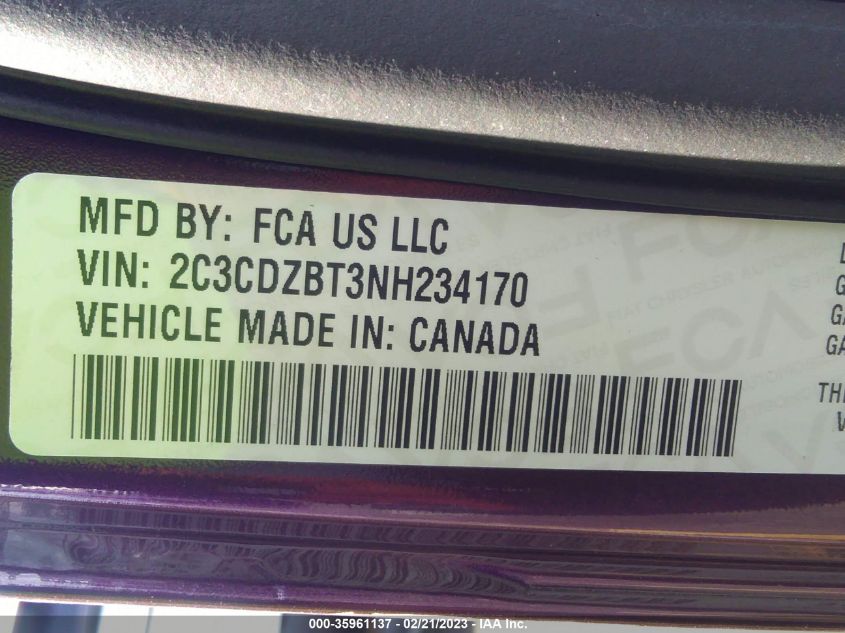 MFD BY: FCA US LLC
VIN: 2C3CDZBT3NH234170
VEHICLE MADE IN: CANADA
000-35961137 - 02/21/2023 - IAA Inc.